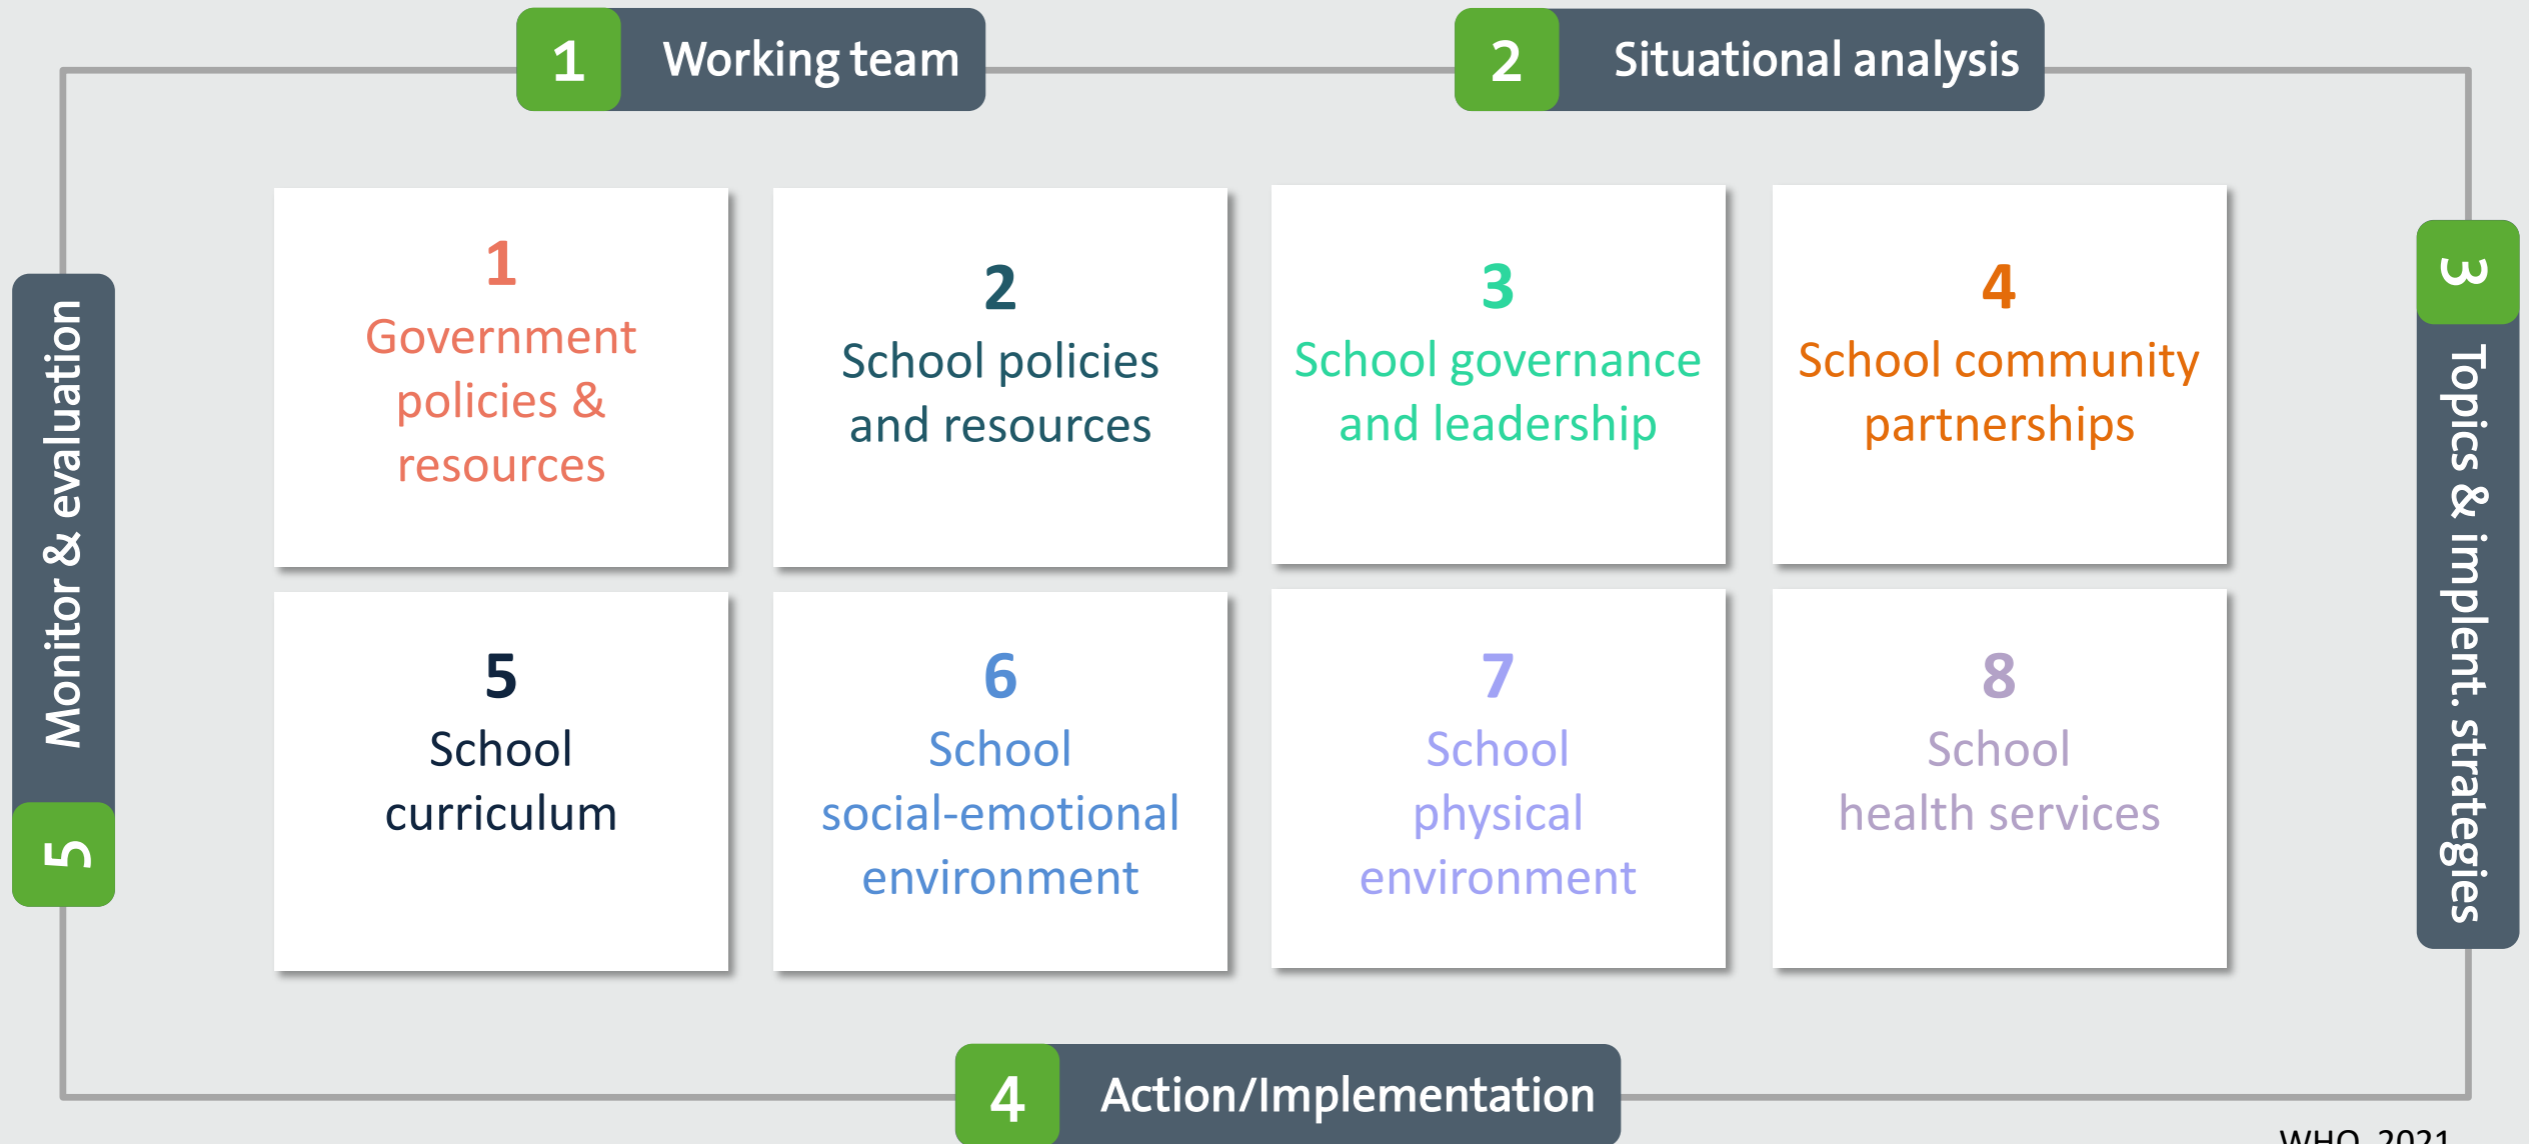 1 Working team
2 Situational analysis
1
Government
policies &
resources
2
School policies
and resources
3
School governance
and leadership
4
School community
partnerships
5
School
curriculum
6
School
social-emotional
environment
7
School
physical
environment
8
School
health services
3 Topics & implent. strategies
4 Action/Implementation
5 Monitor & evaluation
WHO, 2021